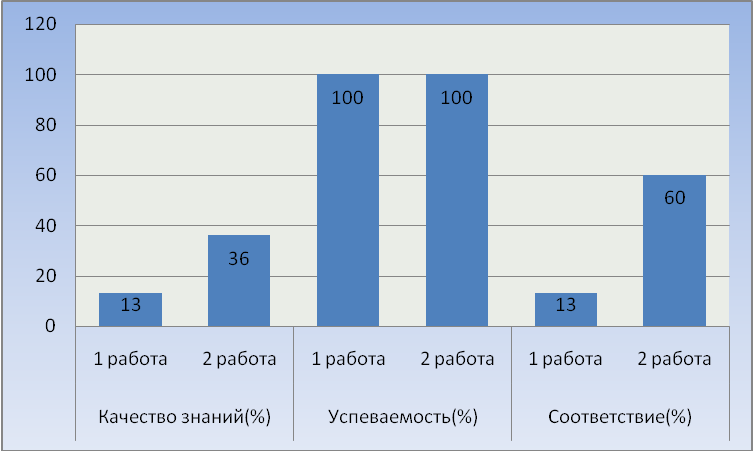 120
100
80
60
40
20
0
13
36
100
100
13
60
1 работа
2 работа
1 работа
2 работа
1 работа
2 работа
Качество знаний(%)
Успеваемость(%)
Соответствие(%)